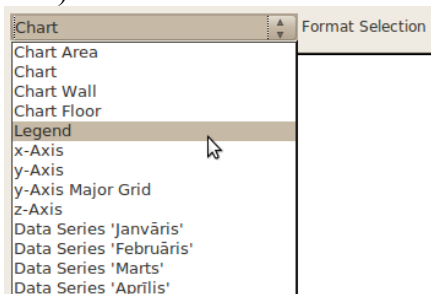 Chart Format Selection
Chart Area
Chart
Chart Wall
Chart Floor
Legend
x-Axis
y-Axis
y-Axis Major Grid
z-Axis
Data Series 'Janvāris'
Data Series 'Februāris'
Data Series 'Marts'
Data Series 'Aprīlis'